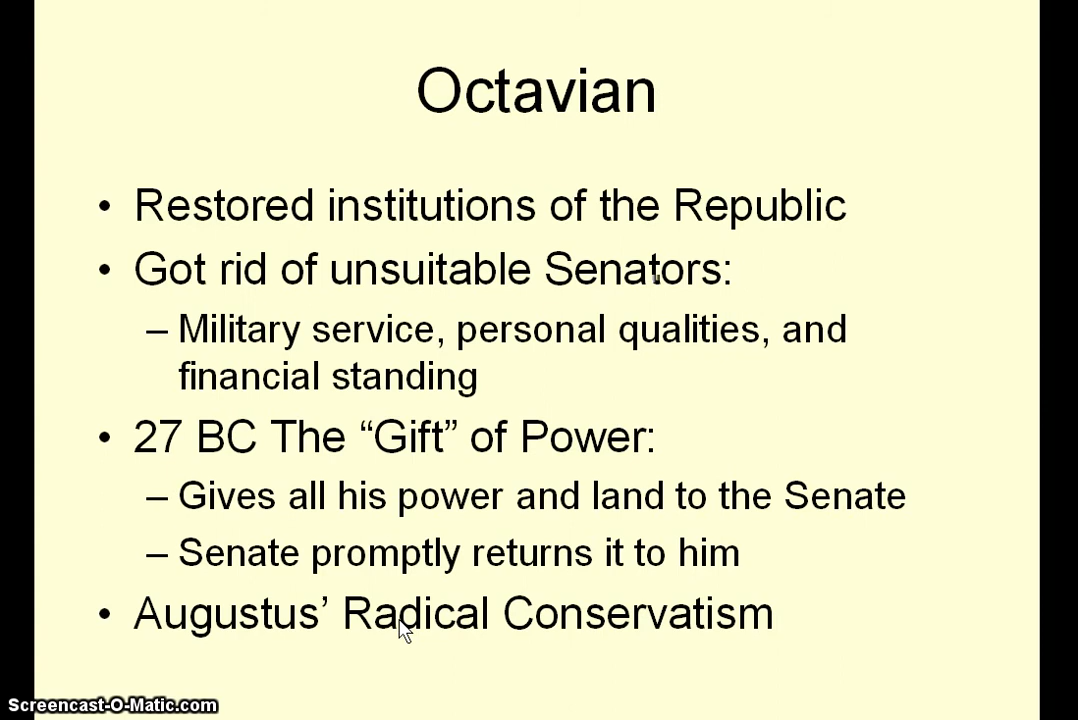 Octavian
• Restored institutions of the Republic
• Got rid of unsuitable Senators:
– Military service, personal qualities, and
financial standing
• 27 BC The “Gift” of Power:
– Gives all his power and land to the Senate
– Senate promptly returns it to him
• Augustus’ Radical Conservatism
Screencast-O-Matic.com